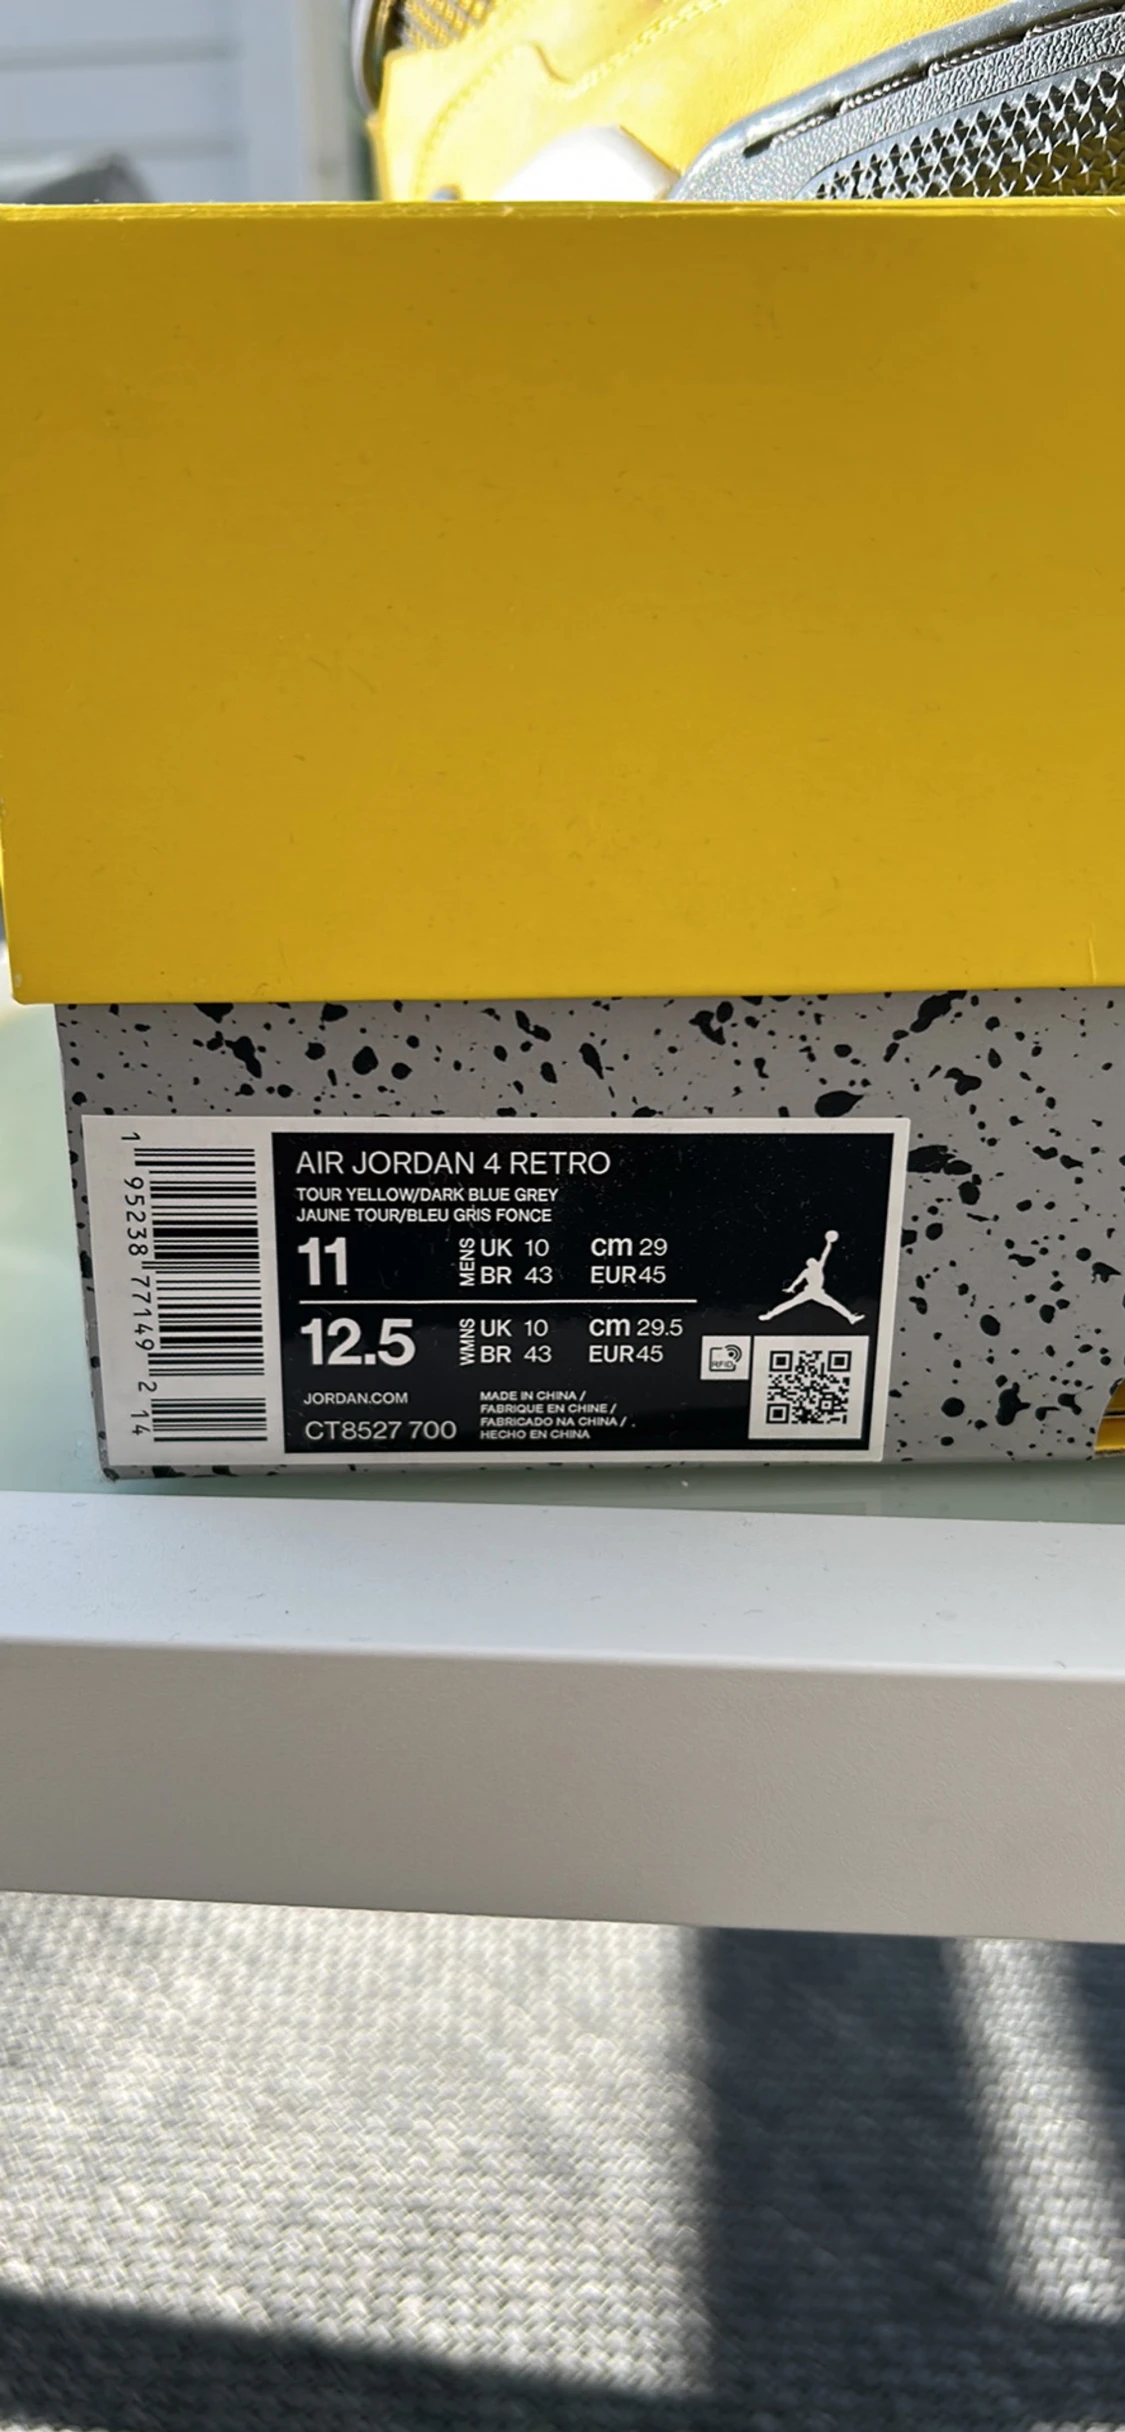 1 95238 77149 2 14
AIR JORDAN 4 RETRO
TOUR YELLOW/DARK BLUE GREY
JAUNE TOUR/BLEU GRIS FONCE
11 MENS UK 10 cm 29
BR 43 EUR 45
12.5 WMNS UK 10 cm 29.5
BR 43 EUR 45
RFID
JORDAN.COM
CT8527 700
MADE IN CHINA /
FABRIQUE EN CHINE /
FABRICADO NA CHINA /
HECHO EN CHINA